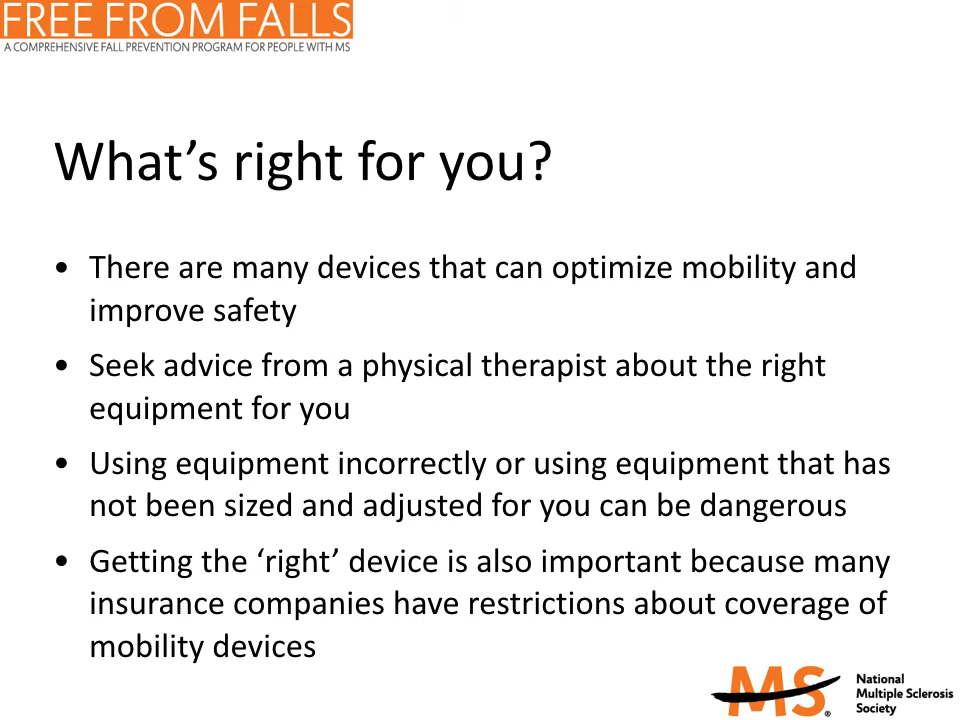 FREE FROM FALLS
A COMPREHENSIVE FALL PREVENTION PROGRAM FOR PEOPLE WITH MS
What’s right for you?
• There are many devices that can optimize mobility and
improve safety
• Seek advice from a physical therapist about the right
equipment for you
• Using equipment incorrectly or using equipment that has
not been sized and adjusted for you can be dangerous
• Getting the ‘right’ device is also important because many
insurance companies have restrictions about coverage of
mobility devices
MS®
National
Multiple Sclerosis
Society